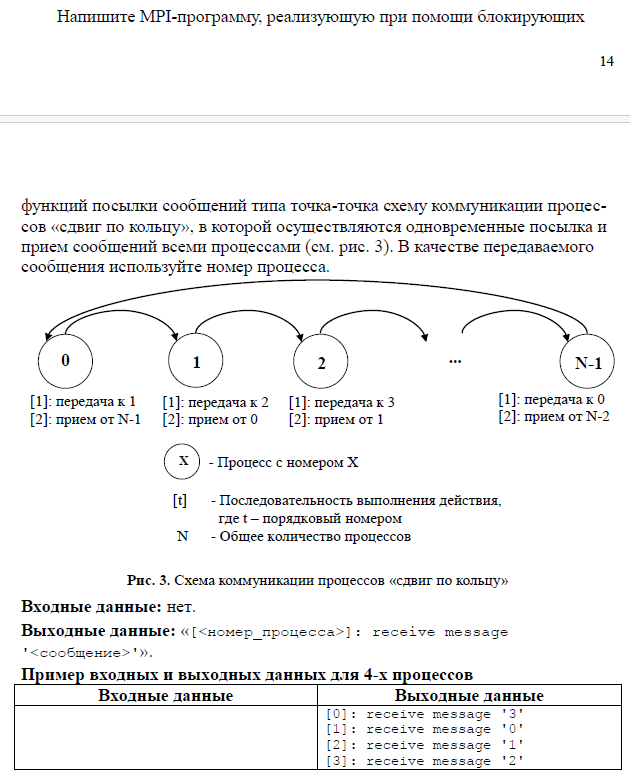 Напишите MPI-программу, реализующую при помощи блокирующих
14
функций посылки сообщений типа точка-точка схему коммуникации процес-
сов «сдвиг по кольцу», в которой осуществляются одновременные посылка и
прием сообщений всеми процессами (см. рис. 3). В качестве передаваемого
сообщения используйте номер процесса.
0 1 2 ... N-1
[1]: передача к 1 [1]: передача к 2 [1]: передача к 3 [1]: передача к 0
[2]: прием от N-1 [2]: прием от 0 [2]: прием от 1 [2]: прием от N-2
X - Процесс с номером X
[t] - Последовательность выполнения действия,
где t – порядковый номером
N - Общее количество процессов
Рис. 3. Схема коммуникации процессов «сдвиг по кольцу»
Входные данные: нет.
Выходные данные: «[<номер_процесса>]: receive message
'<сообщение>'».
Пример входных и выходных данных для 4-х процессов
Входные данные Выходные данные
[0]: receive message '3'
[1]: receive message '0'
[2]: receive message '1'
[3]: receive message '2'